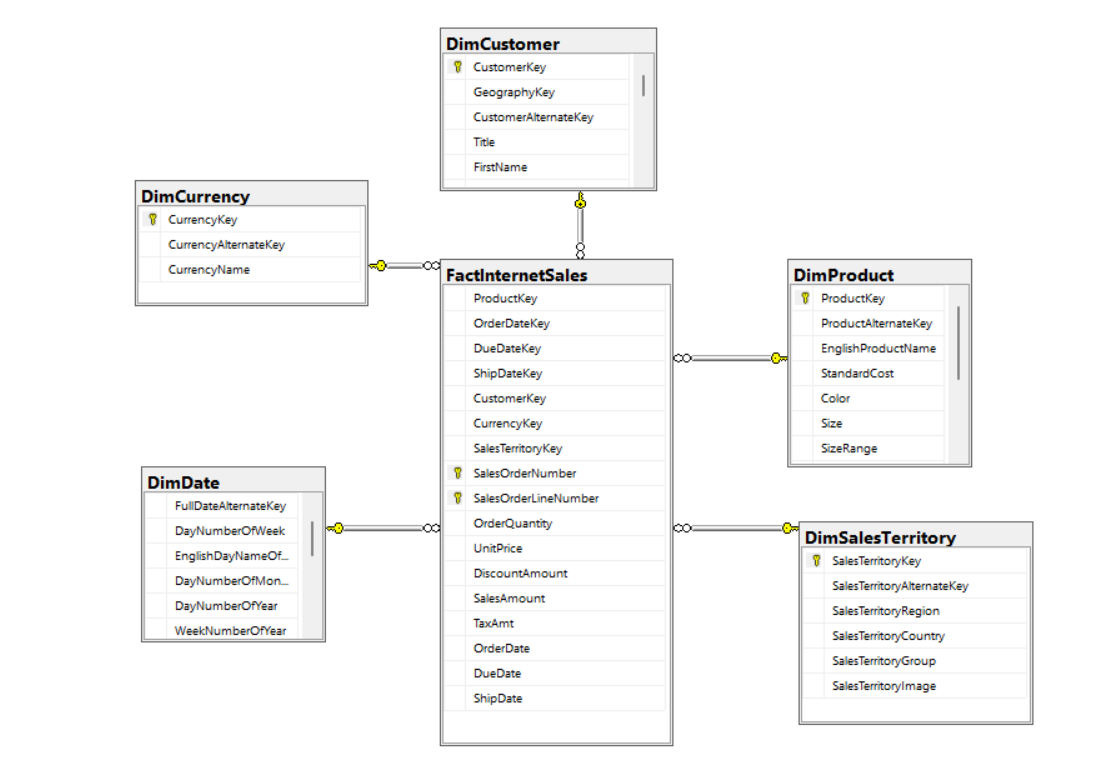 DimCustomer
CustomerKey
GeographyKey
CustomerAlternateKey
Title
FirstName
DimCurrency
CurrencyKey
CurrencyAlternateKey
CurrencyName
FactInternetSales
ProductKey
OrderDateKey
DueDateKey
ShipDateKey
CustomerKey
CurrencyKey
SalesTerritoryKey
SalesOrderNumber
SalesOrderLineNumber
OrderQuantity
UnitPrice
DiscountAmount
SalesAmount
TaxAmt
OrderDate
DueDate
ShipDate
DimProduct
ProductKey
ProductAlternateKey
EnglishProductName
StandardCost
Color
Size
SizeRange
DimDate
FullDateAlternateKey
DayNumberOfWeek
EnglishDayNameOf...
DayNumberOfMon...
DayNumberOfYear
WeekNumberOfYear
DimSalesTerritory
SalesTerritoryKey
SalesTerritoryAlternateKey
SalesTerritoryRegion
SalesTerritoryCountry
SalesTerritoryGroup
SalesTerritoryImage